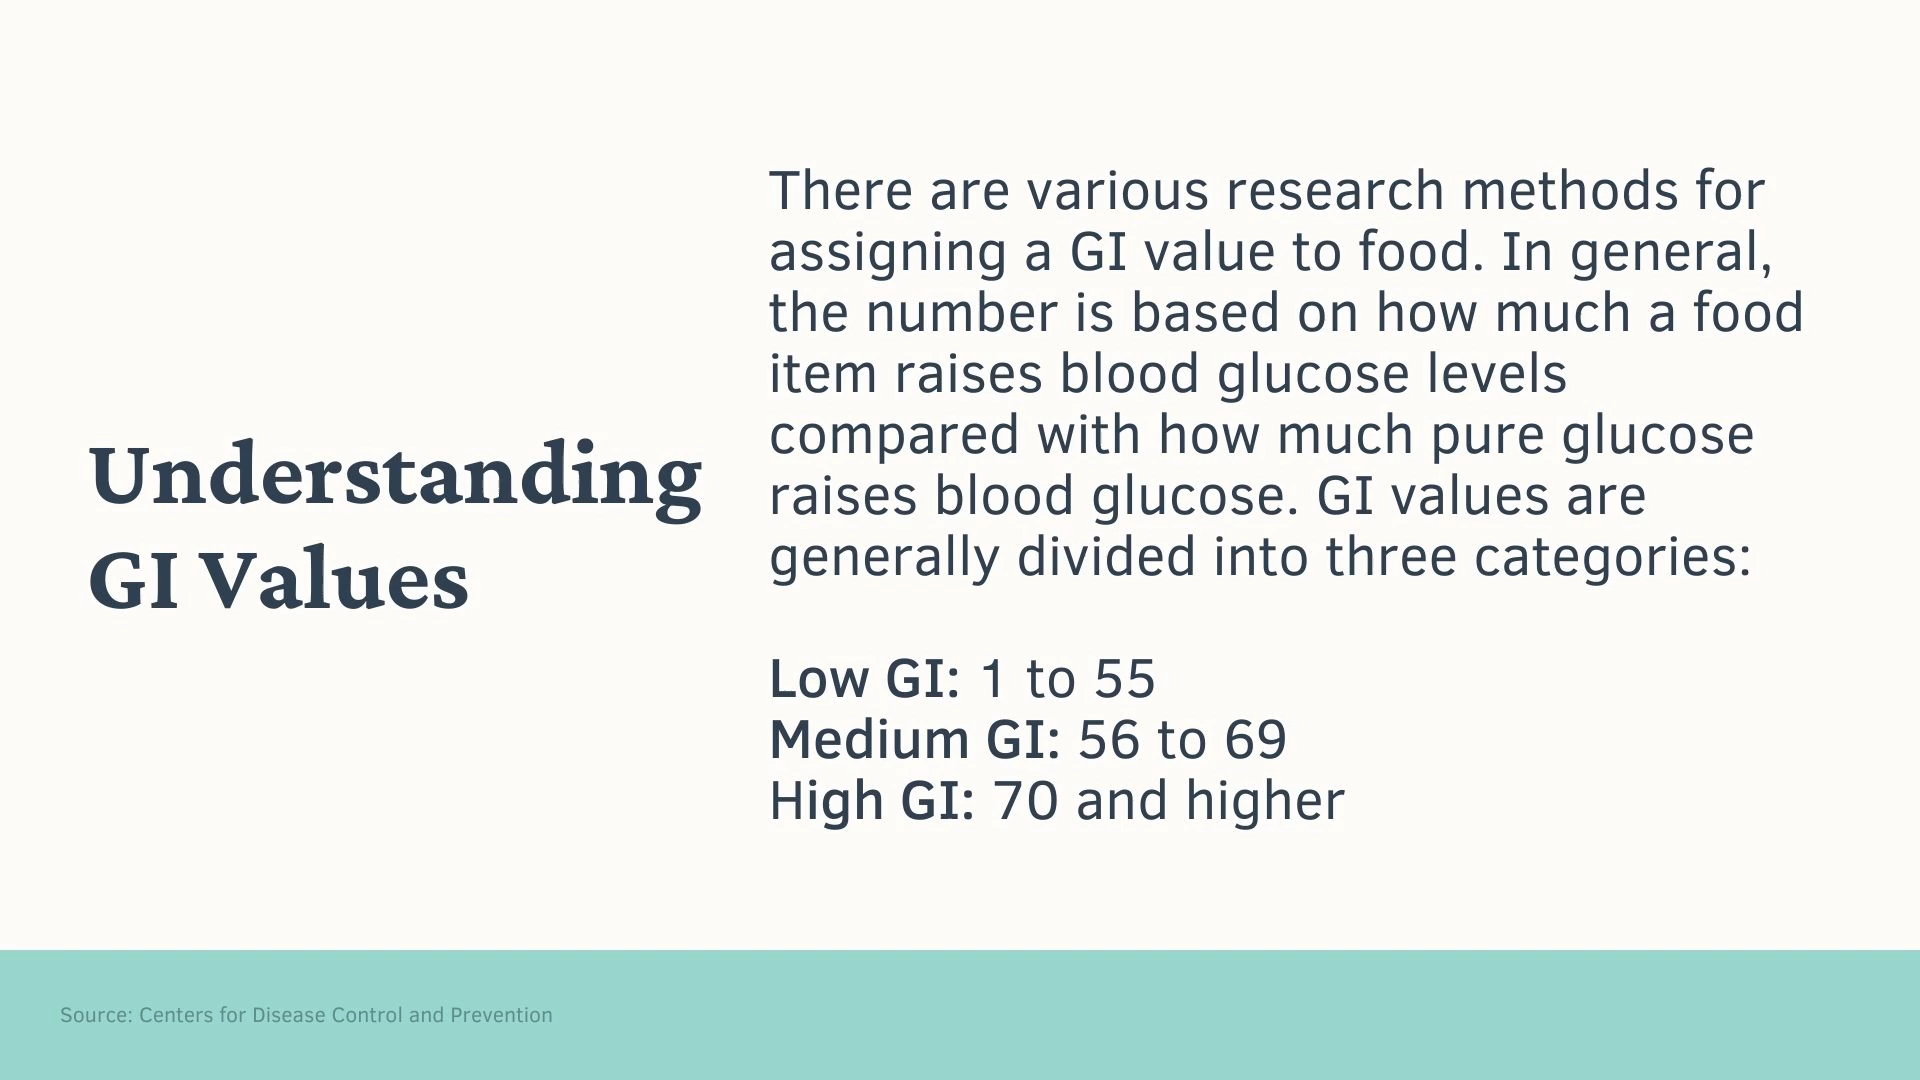 Understanding
GI Values
There are various research methods for
assigning a GI value to food. In general,
the number is based on how much a food
item raises blood glucose levels
compared with how much pure glucose
raises blood glucose. GI values are
generally divided into three categories:
Low GI: 1 to 55
Medium GI: 56 to 69
High GI: 70 and higher
Source: Centers for Disease Control and Prevention